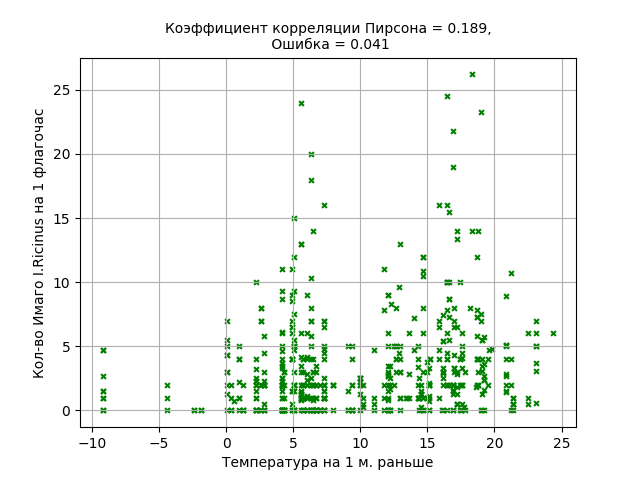 Коэффициент корреляции Пирсона = 0.189,
Ошибка = 0.041
Кол-во Имаго I.Ricinus на 1 флагочас
25
20
15
10
5
0
−10 −5 0 5 10 15 20 25
Температура на 1 м. раньше